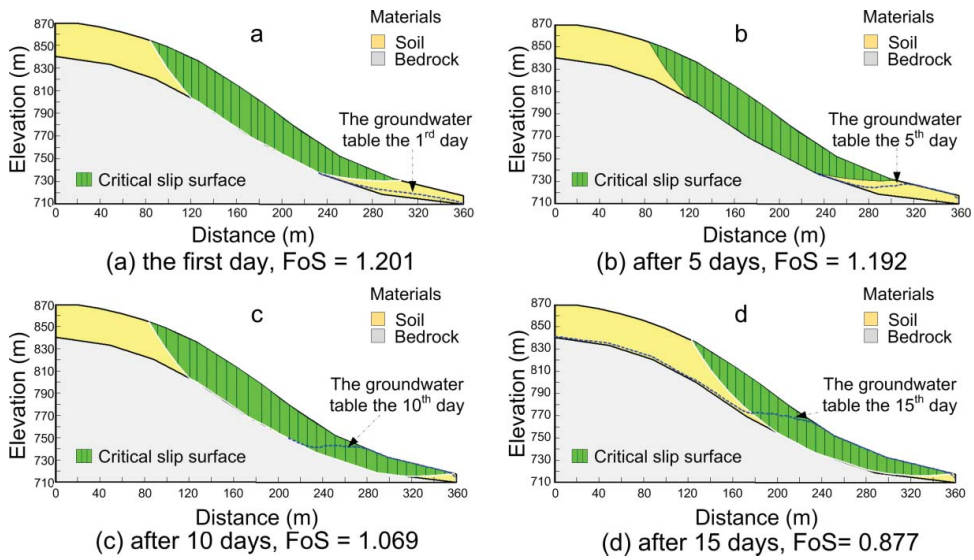 a
Materials
Soil
Bedrock
The groundwater
table the 1rd day
Critical slip surface
Elevation (m)
870
850
830
810
790
770
750
730
710
0 40 80 120 160 200 240 280 320 360
Distance (m)
(a) the first day, FoS = 1.201
b
Materials
Soil
Bedrock
The groundwater
table the 5th day
Critical slip surface
Elevation (m)
870
850
830
810
790
770
750
730
710
0 40 80 120 160 200 240 280 320 360
Distance (m)
(b) after 5 days, FoS = 1.192
c
Materials
Soil
Bedrock
The groundwater
table the 10th day
Critical slip surface
Elevation (m)
870
850
830
810
790
770
750
730
710
0 40 80 120 160 200 240 280 320 360
Distance (m)
(c) after 10 days, FoS = 1.069
d
Materials
Soil
Bedrock
The groundwater
table the 15th day
Critical slip surface
Elevation (m)
870
850
830
810
790
770
750
730
710
0 40 80 120 160 200 240 280 320 360
Distance (m)
(d) after 15 days, FoS= 0.877